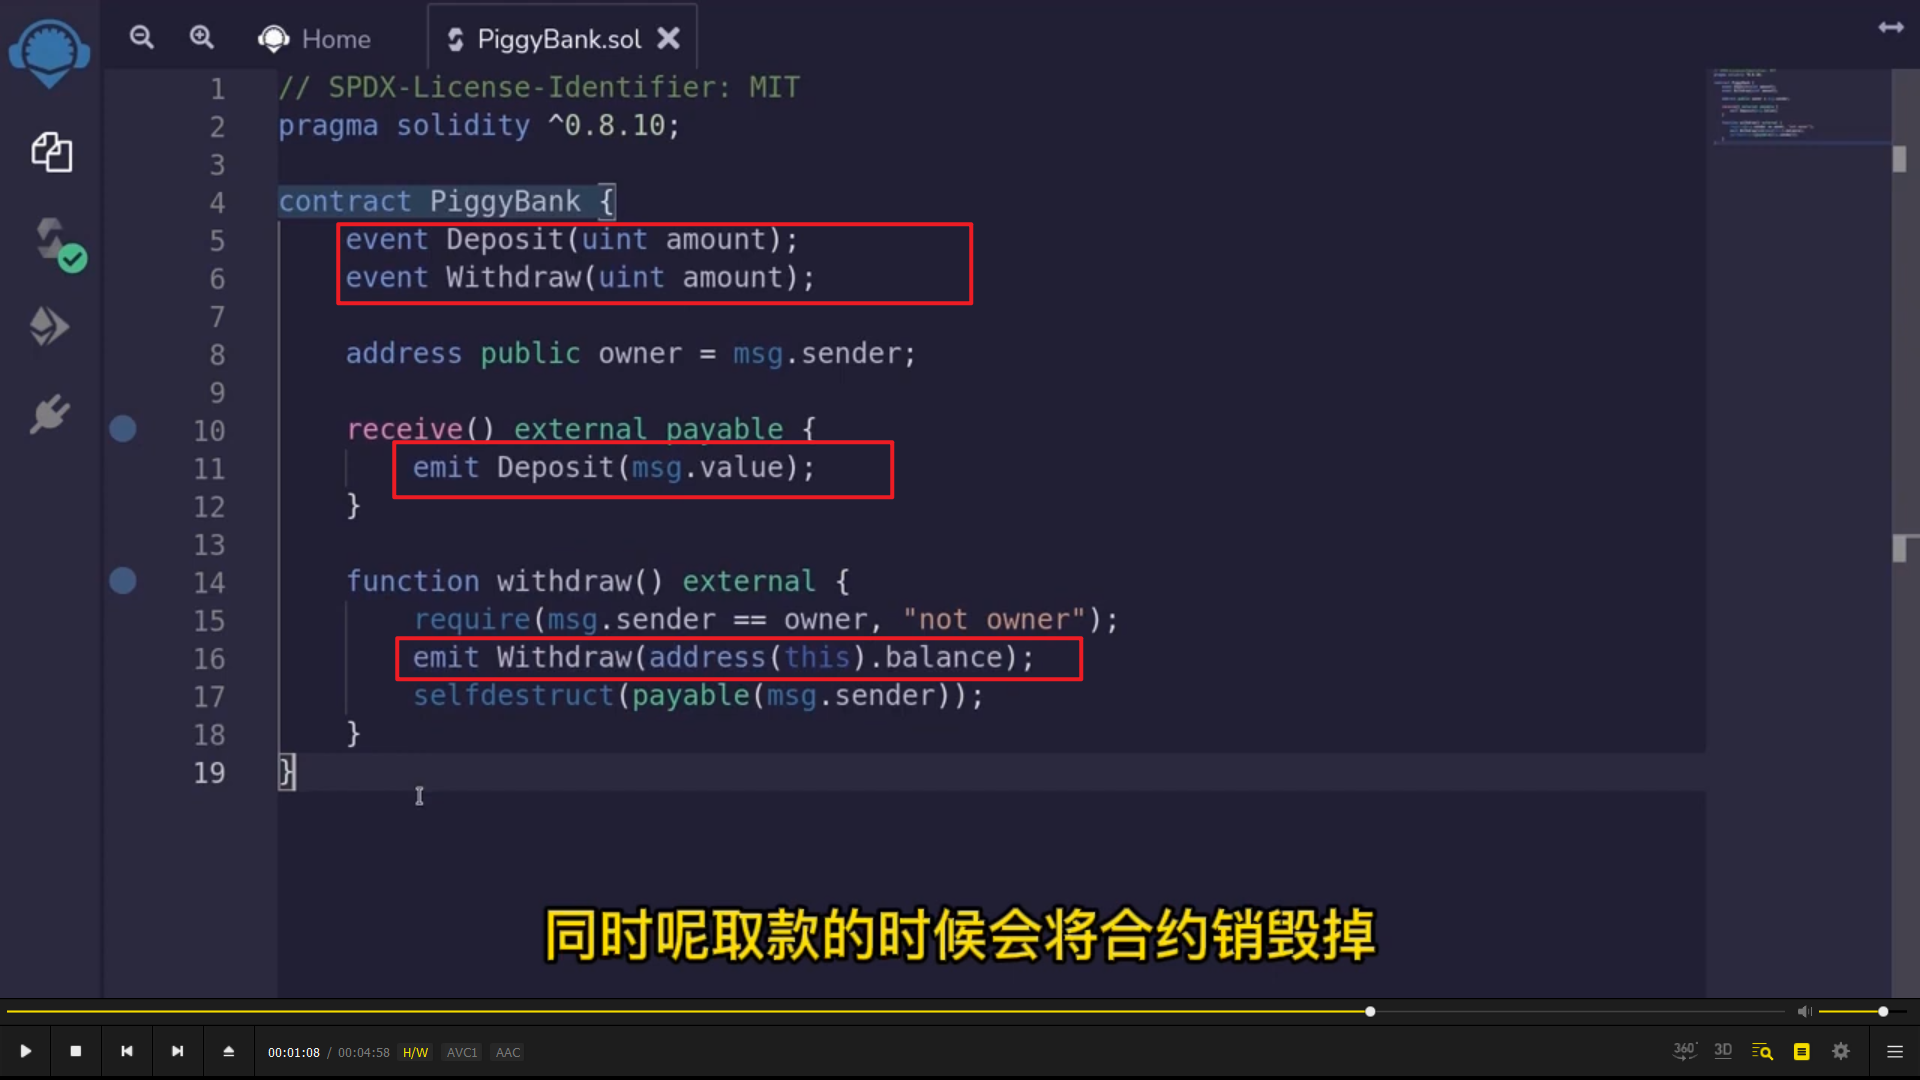 Home
PiggyBank.sol
1 // SPDX-License-Identifier: MIT
2 pragma solidity ^0.8.10;
3
4 contract PiggyBank {
5 event Deposit(uint amount);
6 event Withdraw(uint amount);
7
8 address public owner = msg.sender;
9
10 receive() external payable {
11 emit Deposit(msg.value);
12 }
13
14 function withdraw() external {
15 require(msg.sender == owner, "not owner");
16 emit Withdraw(address(this).balance);
17 selfdestruct(payable(msg.sender));
18 }
19 }
同时呢取款的时候会将合约销毁掉
00:01:08 / 00:04:58 H/W AVC1 AAC
360° 3D